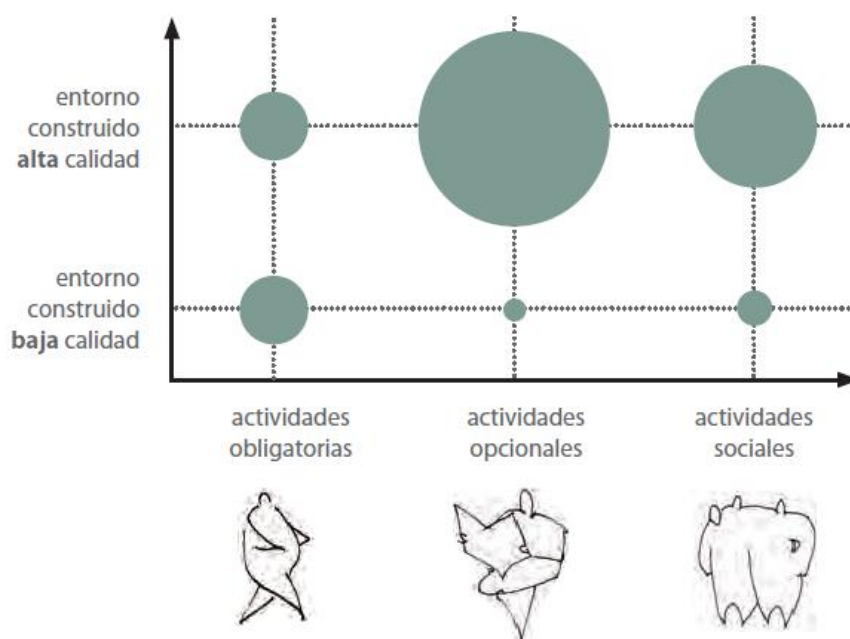 entorno
construido
alta calidad
entorno
construido
baja calidad
actividades
obligatorias
actividades
opcionales
actividades
sociales